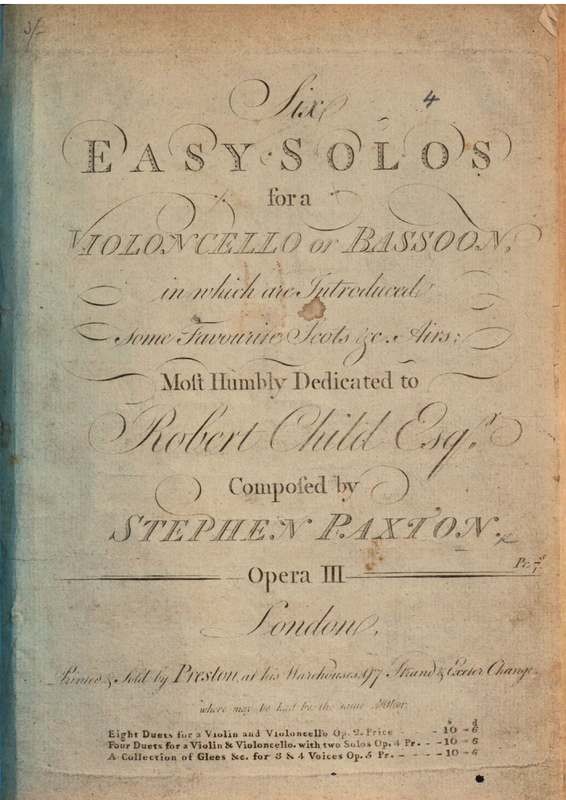 4
Six
EASY SOLOS
for a
VIOLONCELLO or BASSOON,
in which are Introduced
Some Favourite Scots &c. Airs;
Moſt Humbly Dedicated to
Robert Child Esqr.
Compoſed by
STEPHEN PAXTON.
Pr.
Opera III
London,
Printed & Sold by Preston, at his Warehouses, 97 Strand & Exeter Change
where may be had by the same Author,
s d
Eight Duets for a Violin and Violoncello Op. 2. Price - - 10 - 6
Four Duets for a Violin & Violoncello. with two Solos Op. 4 Pr. - - 10 - 6
A Collection of Glees &c. for 3 & 4 Voices Op. 5 Pr. - - - - 10 - 6